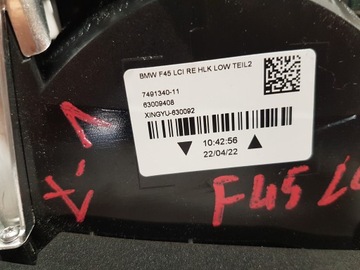 BMW F45 LCI RE HLK LOW TEIL2
7491340-11
63009408
XINGYU-630092
10:42:56
22/04/22
F45